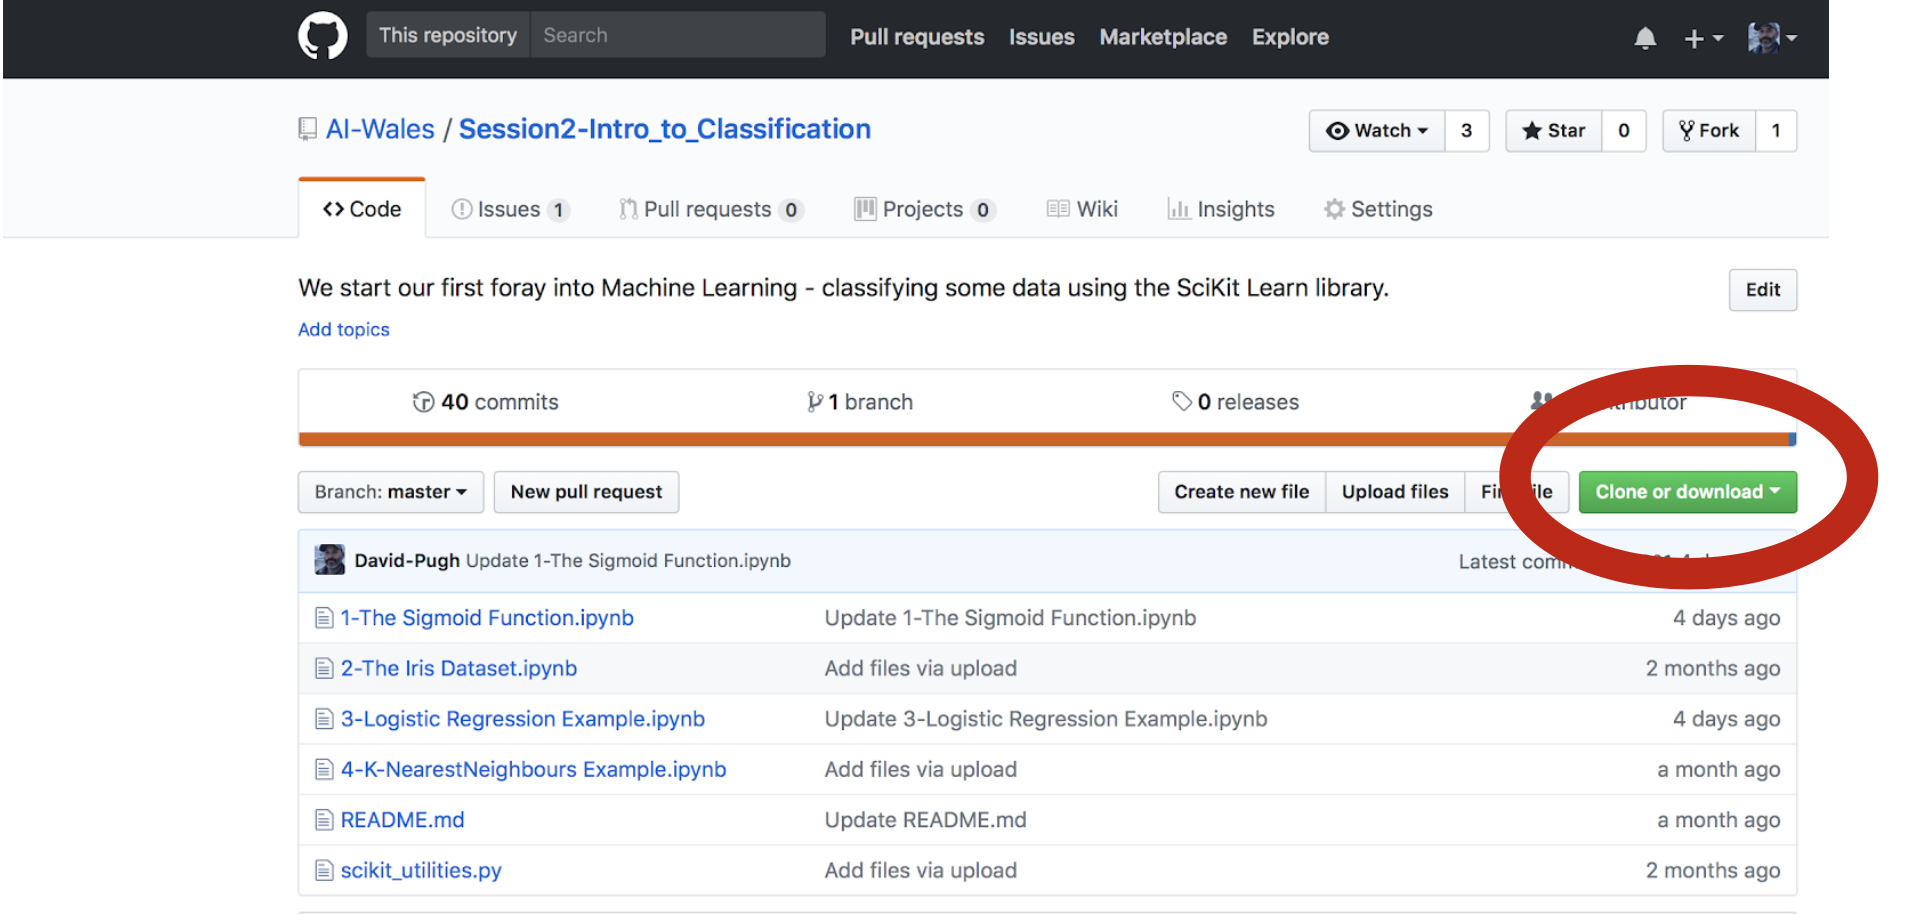 This repository Search Pull requests Issues Marketplace Explore
AI-Wales / Session2-Intro_to_Classification Watch 3 Star 0 Fork 1
Code Issues 1 Pull requests 0 Projects 0 Wiki Insights Settings
We start our first foray into Machine Learning - classifying some data using the SciKit Learn library. Edit
Add topics
40 commits 1 branch 0 releases
Branch: master New pull request Create new file Upload files Clone or download
David-Pugh Update 1-The Sigmoid Function.ipynb Latest
1-The Sigmoid Function.ipynb Update 1-The Sigmoid Function.ipynb 4 days ago
2-The Iris Dataset.ipynb Add files via upload 2 months ago
3-Logistic Regression Example.ipynb Update 3-Logistic Regression Example.ipynb 4 days ago
4-K-NearestNeighbours Example.ipynb Add files via upload a month ago
README.md Update README.md a month ago
scikit_utilities.py Add files via upload 2 months ago